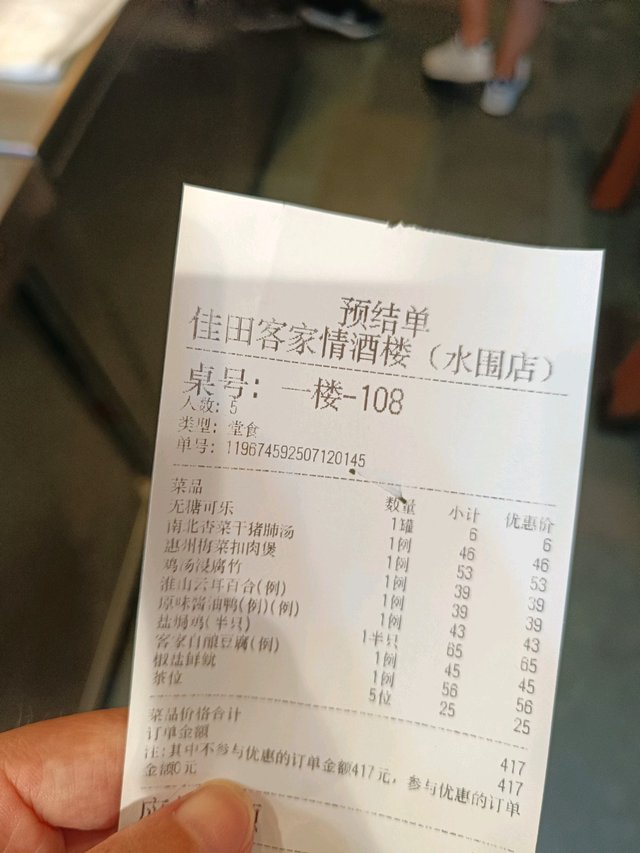 预结单
佳田客家情酒楼（水围店）
桌号：一楼-108
人数：5
类型：堂食
单号：119674592507120145
菜品 数量 小计 优惠价
无糖可乐 1罐 6 6
南北杏菜干猪肺汤 1例 46 46
惠州梅菜扣肉煲 1例 53 53
鸡汤浸腐竹 1例 39 39
淮山云耳百合(例) 1例 39 39
原味酱油鸭(例)(例) 1例 43 43
盐焗鸡(半只) 1半只 65 65
客家自酿豆腐(例) 1例 45 45
椒盐鲜鱿 1例 56 56
茶位 5位 25 25
菜品价格合计 417
订单金额 417
注：其中不参与优惠的订单金额417元，参与优惠的订单
金额0元